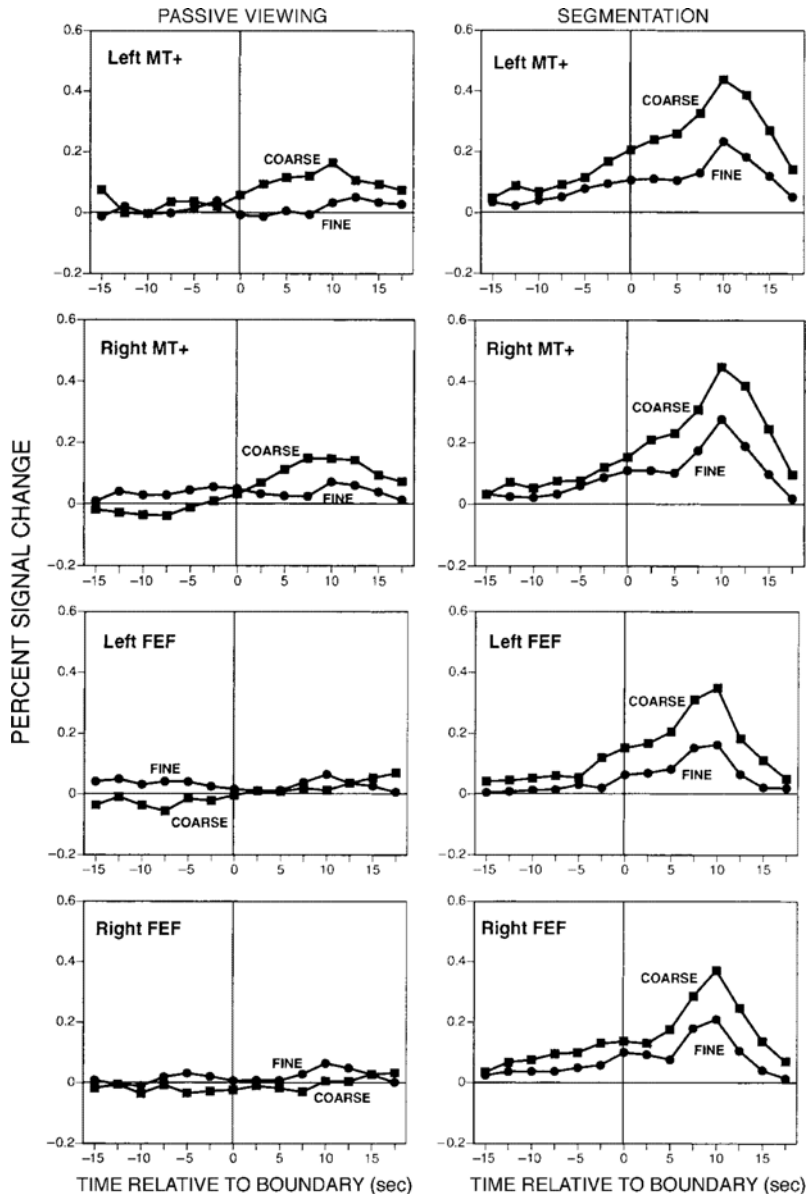 PASSIVE VIEWING
SEGMENTATION
PERCENT SIGNAL CHANGE
Left MT+
COARSE
FINE
0.6
0.4
0.2
0
-0.2
-15 -10 -5 0 5 10 15
Left MT+
COARSE
FINE
0.6
0.4
0.2
0
-0.2
-15 -10 -5 0 5 10 15
Right MT+
COARSE
FINE
0.6
0.4
0.2
0
-0.2
-15 -10 -5 0 5 10 15
Right MT+
COARSE
FINE
0.6
0.4
0.2
0
-0.2
-15 -10 -5 0 5 10 15
Left FEF
FINE
COARSE
0.6
0.4
0.2
0
-0.2
-15 -10 -5 0 5 10 15
Left FEF
COARSE
FINE
0.6
0.4
0.2
0
-0.2
-15 -10 -5 0 5 10 15
Right FEF
FINE
COARSE
0.6
0.4
0.2
0
-0.2
-15 -10 -5 0 5 10 15
Right FEF
COARSE
FINE
0.6
0.4
0.2
0
-0.2
-15 -10 -5 0 5 10 15
TIME RELATIVE TO BOUNDARY (sec)
TIME RELATIVE TO BOUNDARY (sec)